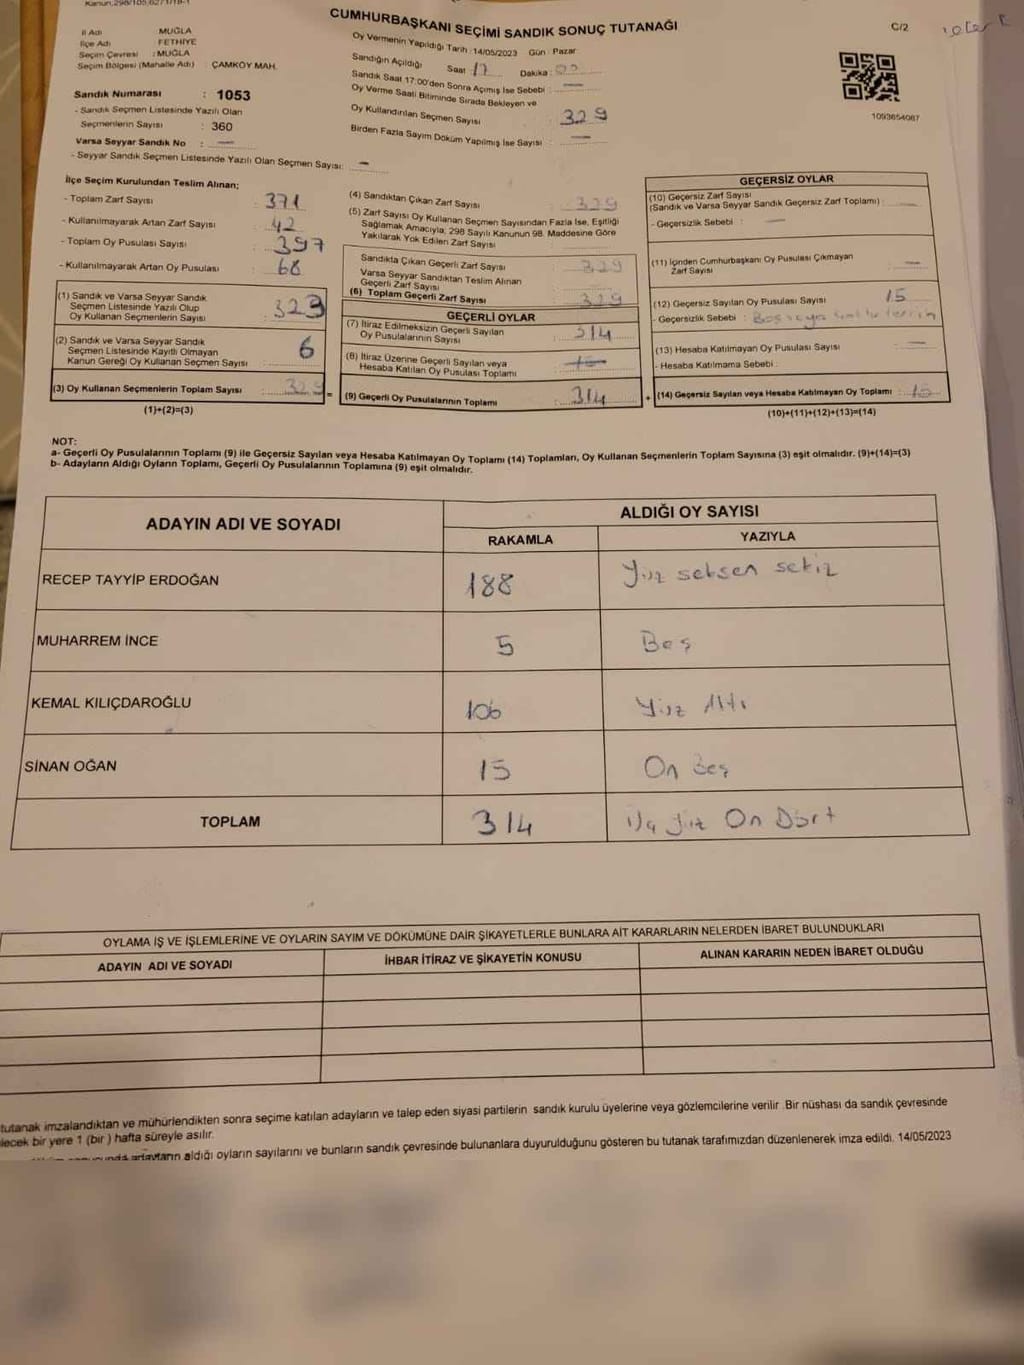 Kanun,298/105,6271/18-1
CUMHURBAŞKANI SEÇİMİ SANDIK SONUÇ TUTANAĞI
C/2
İl Adı MUĞLA
İlçe Adı FETHİYE
Seçim Çevresi : MUĞLA
Seçim Bölgesi (Mahalle Adı) : ÇAMKÖY MAH.
Sandık Numarası : 1053
- Sandık Seçmen Listesinde Yazılı Olan
Seçmenlerin Sayısı : 360
Varsa Seyyar Sandık No : —
- Seyyar Sandık Seçmen Listesinde Yazılı Olan Seçmen Sayısı: —
Oy Vermenin Yapıldığı Tarih : 14/05/2023 Gün : Pazar
Sandığın Açıldığı Saat 17 Dakika : 00
Sandık Saat 17:00'den Sonra Açımış İse Sebebi : —
Oy Verme Saati Bitiminde Sırada Bekleyen ve
Oy Kullandırılan Seçmen Sayısı 329
Birden Fazla Sayım Döküm Yapılmış İse Sayısı : —
1093654087
İlçe Seçim Kurulundan Teslim Alınan;
- Toplam Zarf Sayısı : 371
- Kullanılmayarak Artan Zarf Sayısı : 42
- Toplam Oy Pusulası Sayısı : 397
- Kullanılmayarak Artan Oy Pusulası : 68
(1) Sandık ve Varsa Seyyar Sandık
Seçmen Listesinde Yazılı Olup
Oy Kullanan Seçmenlerin Sayısı : 323
(2) Sandık ve Varsa Seyyar Sandık
Seçmen Listesinde Kayıtlı Olmayan
Kanun Gereği Oy Kullanan Seçmen Sayısı 6
(3) Oy Kullanan Seçmenlerin Toplam Sayısı : 329 =
(1)+(2)=(3)
(4) Sandıktan Çıkan Zarf Sayısı : 329
(5) Zarf Sayısı Oy Kullanan Seçmen Sayısından Fazla İse, Eşitliği
Sağlamak Amacıyla, 298 Sayılı Kanunun 98. Maddesine Göre
Yakılarak Yok Edilen Zarf Sayısı
Sandıkta Çıkan Geçerli Zarf Sayısı : 329
Varsa Seyyar Sandıktan Teslim Alınan
Geçerli Zarf Sayısı
(6) Toplam Geçerli Zarf Sayısı : 329
GEÇERLİ OYLAR
(7) İtiraz Edilmeksizin Geçerli Sayılan
Oy Pusulalarının Sayısı : 314
(8) İtiraz Üzerine Geçerli Sayılan veya
Hesaba Katılan Oy Pusulası Toplamı
(9) Geçerli Oy Pusulalarının Toplamı : 314 +
GEÇERSİZ OYLAR
(10) Geçersiz Zarf Sayısı
(Sandık ve Varsa Seyyar Sandık Geçersiz Zarf Toplamı) : —
- Geçersizlik Sebebi : —
(11) İçinden Cumhurbaşkanı Oy Pusulası Çıkmayan
Zarf Sayısı : —
(12) Geçersiz Sayılan Oy Pusulası Sayısı 15
- Geçersizlik Sebebi : Boş veya
(13) Hesaba Katılmayan Oy Pusulası Sayısı : —
- Hesaba Katılmama Sebebi :
(14) Geçersiz Sayılan veya Hesaba Katılmayan Oy Toplamı : 15
(10)+(11)+(12)+(13)=(14)
NOT:
a- Geçerli Oy Pusulalarının Toplamı (9) ile Geçersiz Sayılan veya Hesaba Katılmayan Oy Toplamı (14) Toplamları, Oy Kullanan Seçmenlerin Toplam Sayısına (3) eşit olmalıdır. (9)+(14)=(3)
b- Adayların Aldığı Oyların Toplamı, Geçerli Oy Pusulalarının Toplamına (9) eşit olmalıdır.
ADAYIN ADI VE SOYADI ALDIĞI OY SAYISI
RAKAMLA YAZIYLA
RECEP TAYYİP ERDOĞAN 188 Yüz seksen sekiz
MUHARREM İNCE 5 Beş
KEMAL KILIÇDAROĞLU 106 Yüz Altı
SİNAN OĞAN 15 On Beş
TOPLAM 314 Üç Yüz On Dört
OYLAMA İŞ VE İŞLEMLERİNE VE OYLARIN SAYIM VE DÖKÜMÜNE DAİR ŞİKAYETLERLE BUNLARA AİT KARARLARIN NELERDEN İBARET BULUNDUKLARI
ADAYIN ADI VE SOYADI İHBAR İTİRAZ VE ŞİKAYETİN KONUSU ALINAN KARARIN NEDEN İBARET OLDUĞU
tutanak imzalandıktan ve mühürlendikten sonra seçime katılan adayların ve talep eden siyasi partilerin sandık kurulu üyelerine veya gözlemcilerine verilir. Bir nüshası da sandık çevresinde
lecek bir yere 1 (bir ) hafta süreyle asılır.
adayların aldığı oyların sayılarını ve bunların sandık çevresinde bulunanlara duyurulduğunu gösteren bu tutanak tarafımızdan düzenlenerek imza edildi. 14/05/2023